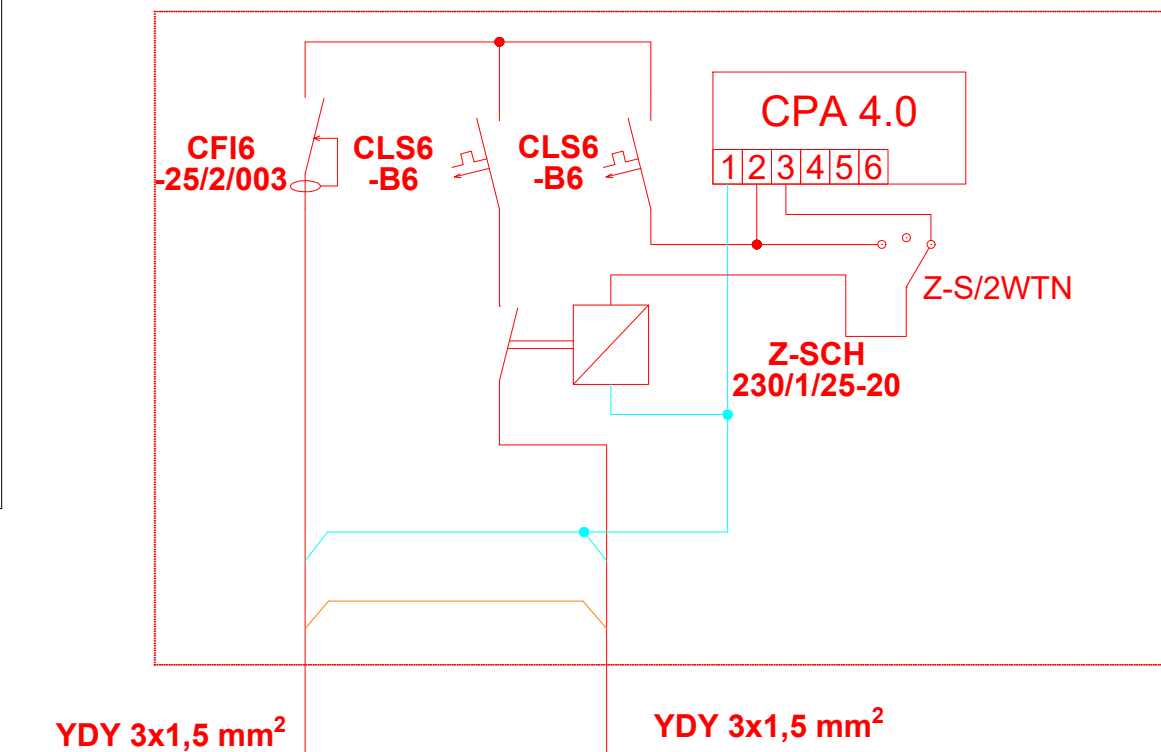 CPA 4.0
1 2 3 4 5 6
CFI6
-25/2/003
CLS6
-B6
CLS6
-B6
Z-S/2WTN
Z-SCH
230/1/25-20
YDY 3x1,5 mm²
YDY 3x1,5 mm²